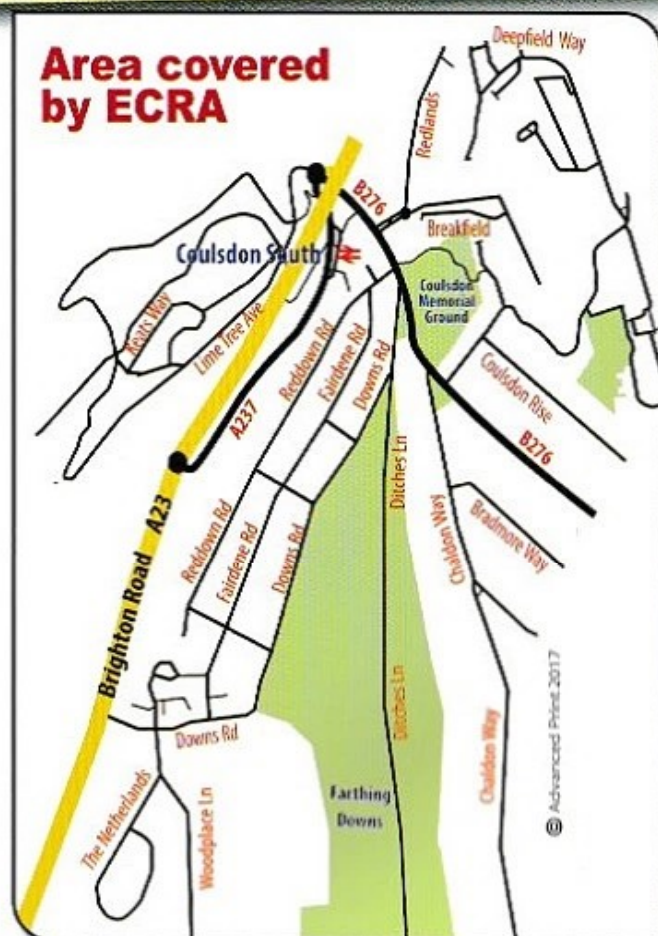 Area covered
by ECRA
Deepfield Way
Redlands
B276
Breakfield
Coulsdon South
Coulsdon
Memorial
Ground
Keats Way
Lime Tree Ave
Reddown Rd
Fairdene Rd
Downs Rd
Coulsdon Rise
A237
B276
Ditches Ln
Chaldon Way
Bradmore Way
Brighton Road A23
Reddown Rd
Fairdene Rd
Downs Rd
Ditches Ln
Downs Rd
Chaldon Way
Farthing
Downs
The Netherlands
Woodplace Ln
© Advanced Print 2017